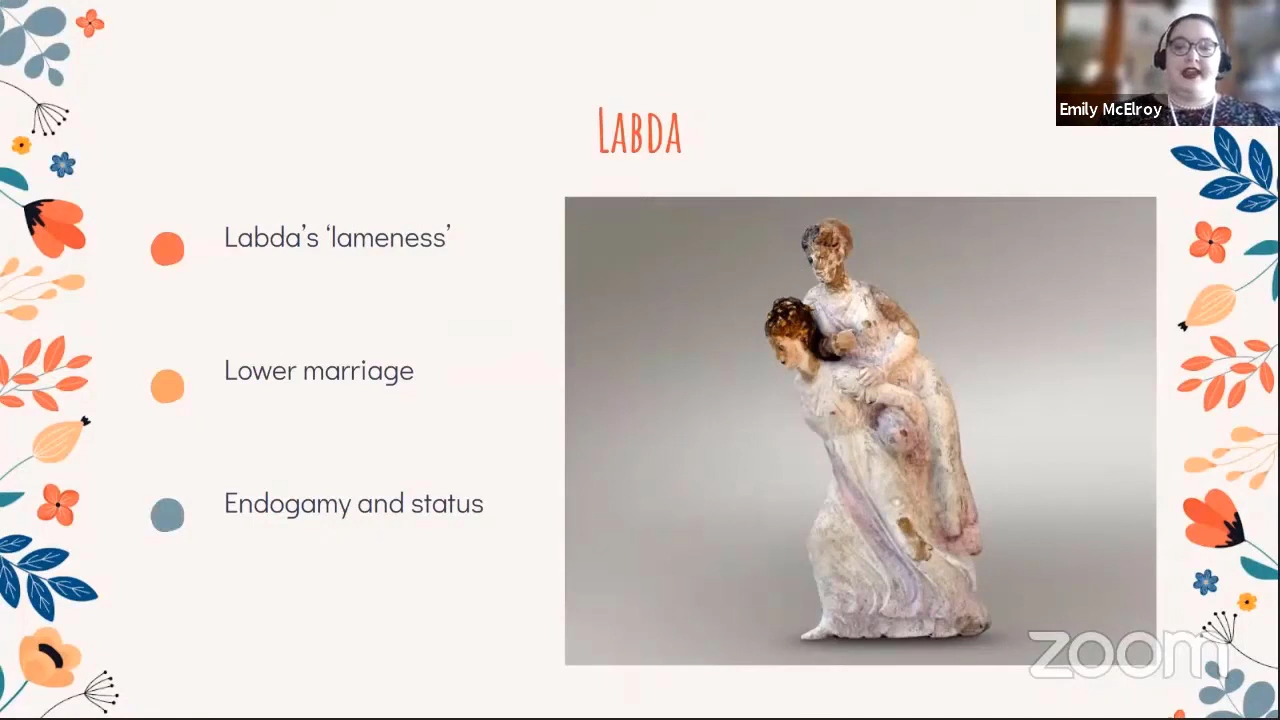 Emily McElroy
Labda
Labda's 'lameness'
Lower marriage
Endogamy and status
zoom